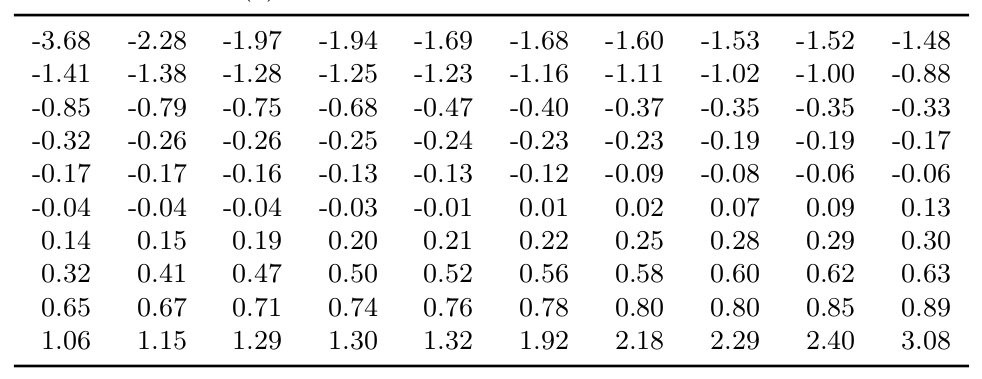 -3.68 -2.28 -1.97 -1.94 -1.69 -1.68 -1.60 -1.53 -1.52 -1.48
-1.41 -1.38 -1.28 -1.25 -1.23 -1.16 -1.11 -1.02 -1.00 -0.88
-0.85 -0.79 -0.75 -0.68 -0.47 -0.40 -0.37 -0.35 -0.35 -0.33
-0.32 -0.26 -0.26 -0.25 -0.24 -0.23 -0.23 -0.19 -0.19 -0.17
-0.17 -0.17 -0.16 -0.13 -0.13 -0.12 -0.09 -0.08 -0.06 -0.06
-0.04 -0.04 -0.04 -0.03 -0.01 0.01 0.02 0.07 0.09 0.13
0.14 0.15 0.19 0.20 0.21 0.22 0.25 0.28 0.29 0.30
0.32 0.41 0.47 0.50 0.52 0.56 0.58 0.60 0.62 0.63
0.65 0.67 0.71 0.74 0.76 0.78 0.80 0.80 0.85 0.89
1.06 1.15 1.29 1.30 1.32 1.92 2.18 2.29 2.40 3.08